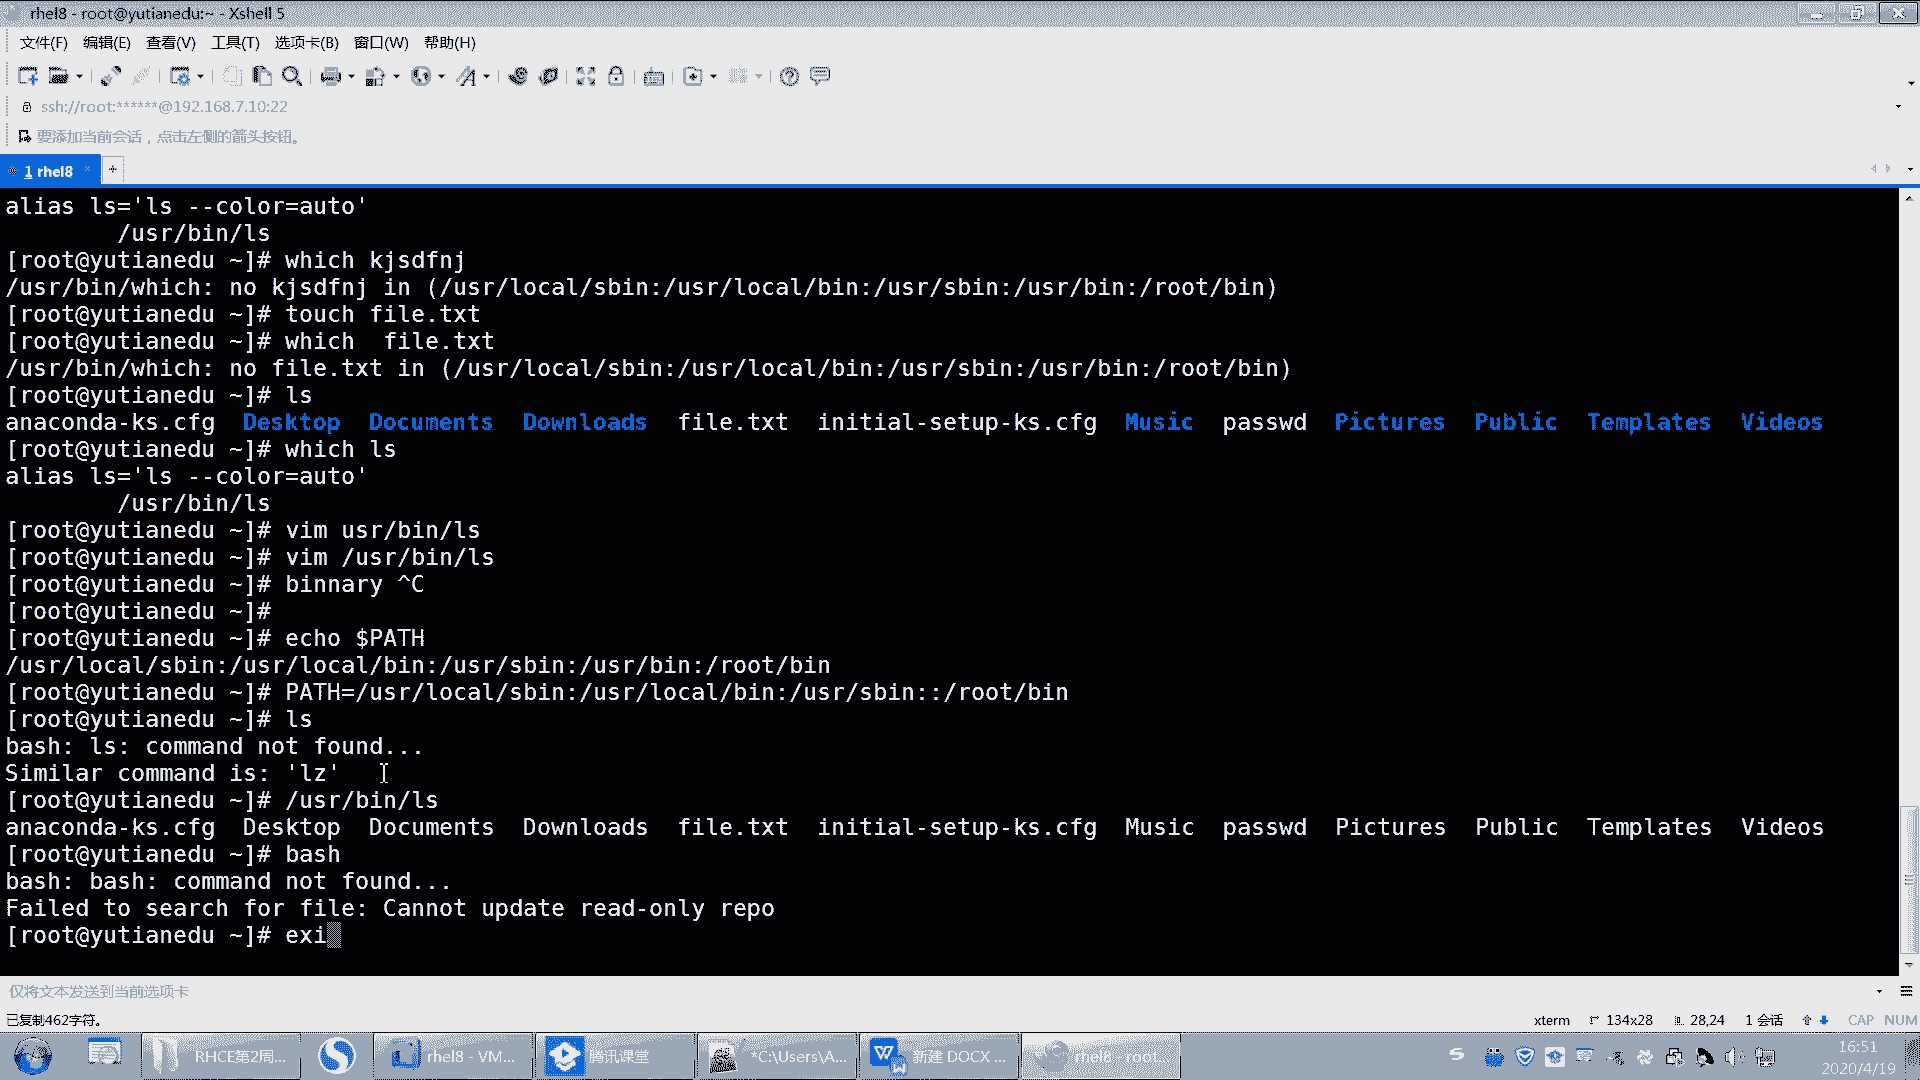 rhel8 - root@yutianedu:~ - Xshell 5
文件(F) 编辑(E) 查看(V) 工具(T) 选项卡(B) 窗口(W) 帮助(H)
ssh://root:******@192.168.7.10:22
要添加当前会话，点击左侧的箭头按钮。
1 rhel8
alias ls='ls --color=auto'
/usr/bin/ls
[root@yutianedu ~]# which kjsdfnj
/usr/bin/which: no kjsdfnj in (/usr/local/sbin:/usr/local/bin:/usr/sbin:/usr/bin:/root/bin)
[root@yutianedu ~]# touch file.txt
[root@yutianedu ~]# which  file.txt
/usr/bin/which: no file.txt in (/usr/local/sbin:/usr/local/bin:/usr/sbin:/usr/bin:/root/bin)
[root@yutianedu ~]# ls
anaconda-ks.cfg  Desktop  Documents  Downloads  file.txt  initial-setup-ks.cfg  Music  passwd  Pictures  Public  Templates  Videos
[root@yutianedu ~]# which ls
alias ls='ls --color=auto'
/usr/bin/ls
[root@yutianedu ~]# vim usr/bin/ls
[root@yutianedu ~]# vim /usr/bin/ls
[root@yutianedu ~]# binnary ^C
[root@yutianedu ~]#
[root@yutianedu ~]# echo $PATH
/usr/local/sbin:/usr/local/bin:/usr/sbin:/usr/bin:/root/bin
[root@yutianedu ~]# PATH=/usr/local/sbin:/usr/local/bin:/usr/sbin::/root/bin
[root@yutianedu ~]# ls
bash: ls: command not found...
Similar command is: 'lz'
[root@yutianedu ~]# /usr/bin/ls
anaconda-ks.cfg  Desktop  Documents  Downloads  file.txt  initial-setup-ks.cfg  Music  passwd  Pictures  Public  Templates  Videos
[root@yutianedu ~]# bash
bash: bash: command not found...
Failed to search for file: Cannot update read-only repo
[root@yutianedu ~]# exi
仅将文本发送到当前选项卡
已复制462字符。 xterm 134x28 28,24 1 会话 CAP NUM
RHCE第2周... rhel8 - VM... 腾讯课堂 *C:\Users\A... 新建 DOCX ... rhel8 - root... 16:51
2020/4/19